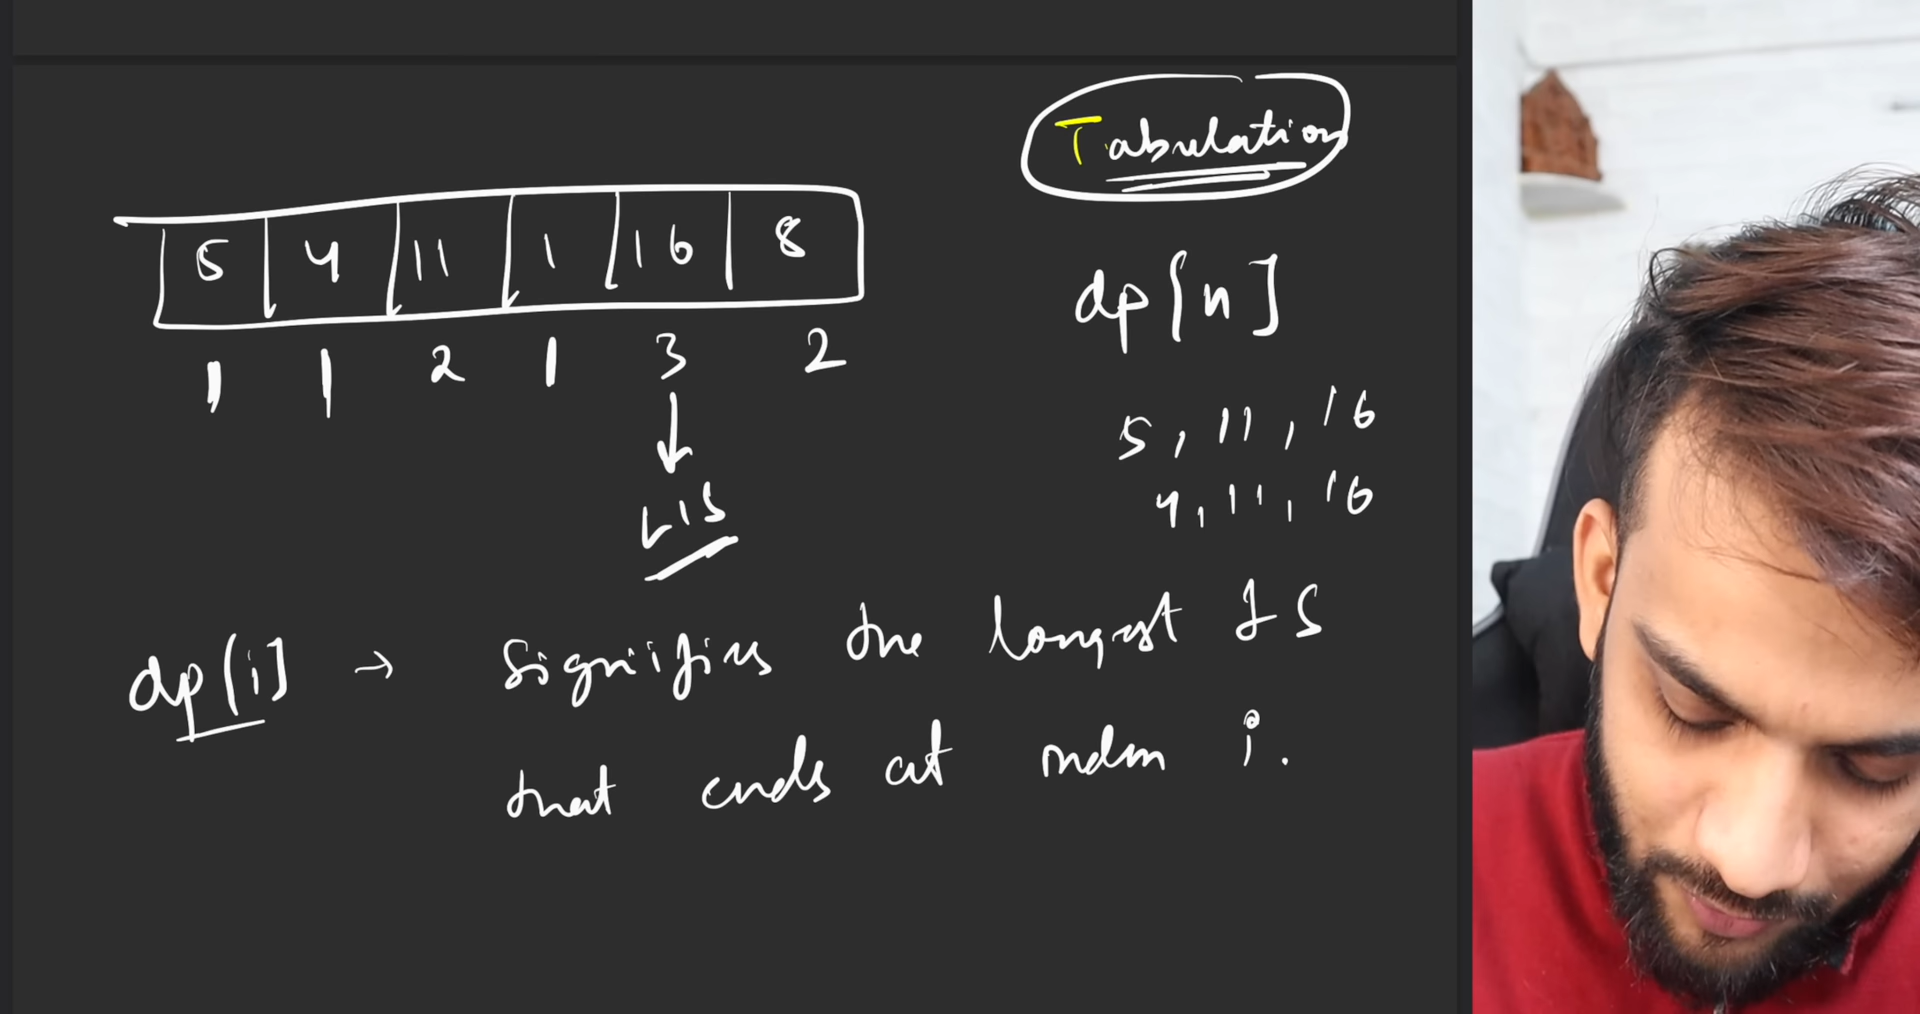 Tabulation
5 4 11 1 16 8
dp[n]
1 1 2 1 3 2
5, 11, 16
LIS
4, 11, 16
dp[i] → Signifies the longest IS
that ends at index i.